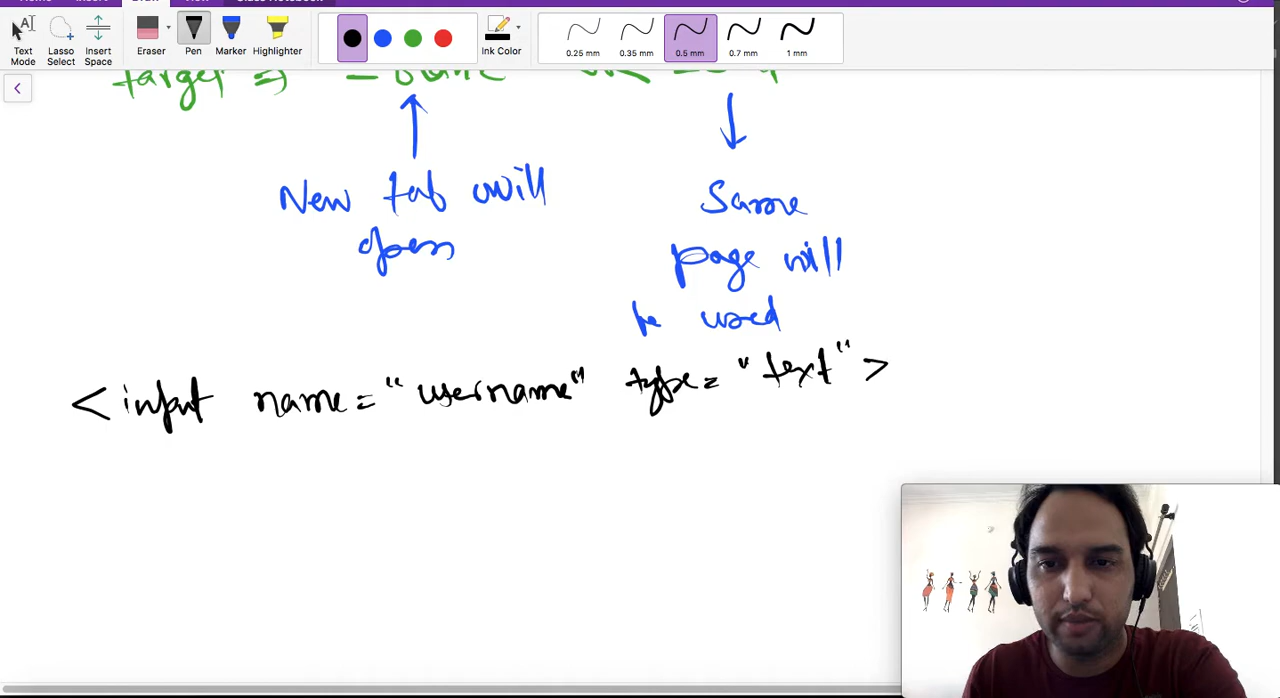 Text Mode
Lasso Select
Insert Space
Eraser
Pen
Marker
Highlighter
Ink Color
0.25 mm
0.35 mm
0.5 mm
0.7 mm
1 mm
target =>
New tab will
open
Same
page will
be used
<input name="username" type="text">